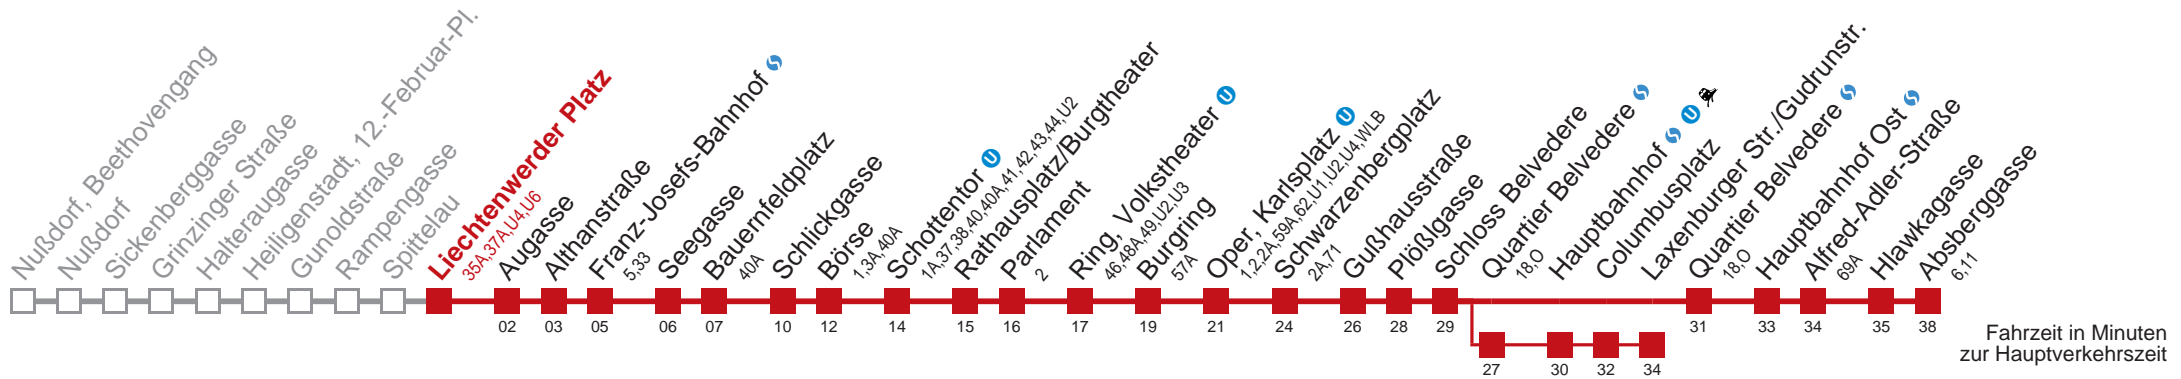 Nußdorf, Beethovengang
Nußdorf
Sickenberggasse
Grinzinger Straße
Halteraugasse
Heiligenstadt, 12.-Februar-Pl.
Gunoldstraße
Rampengasse
Spittelau
Liechtenwerder Platz
35A,37A,U4,U6
Augasse
Althanstraße
Franz-Josefs-Bahnhof
5,33
Seegasse
Bauernfeldplatz
40A
Schlickgasse
Börse
1,3A,40A
Schottentor U
1A,37,38,40,40A,41,42,43,44,U2
Rathausplatz/Burgtheater
Parlament
2
Ring, Volkstheater U
46,48A,49,U2,U3
Burgring
57A
Oper, Karlsplatz U
1,2,2A,59A,62,U1,U2,U4,WLB
Schwarzenbergplatz
2A,71
Gußhausstraße
Plößlgasse
Schloss Belvedere
Quartier Belvedere
18,O
Hauptbahnhof U
Columbusplatz
Laxenburger Str./Gudrunstr.
Quartier Belvedere
18,O
Hauptbahnhof Ost
Alfred-Adler-Straße
69A
Hlawkagasse
Absberggasse
6,11
02 03 05 06 07 10 12 14 15 16 17 19 21 24 26 28 29 31 33 34 35 38
27 30 32 34
Fahrzeit in Minuten
zur Hauptverkehrszeit